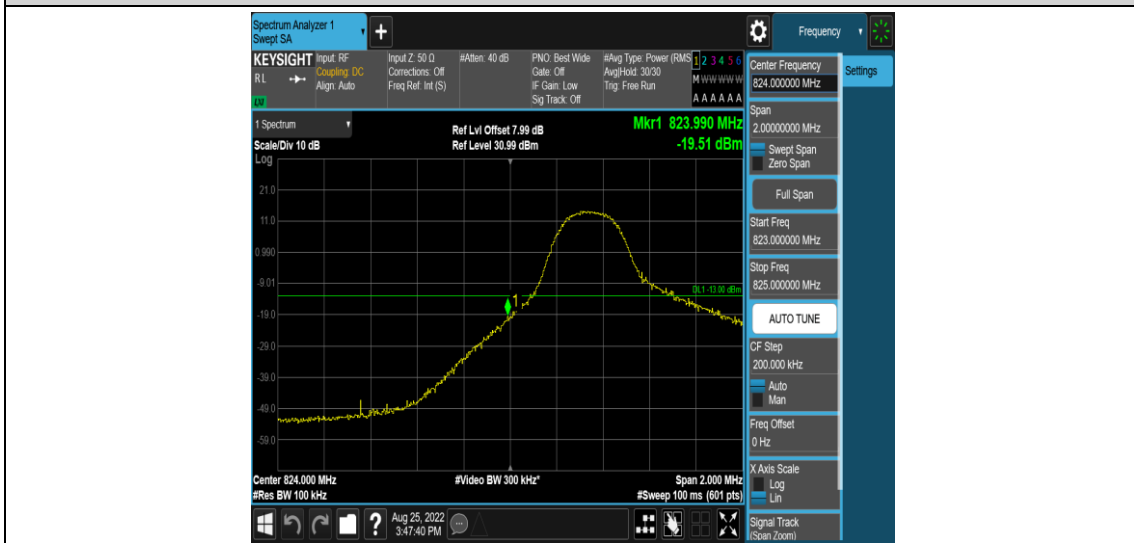 Spectrum Analyzer 1
Swept SA
+
Frequency
KEYSIGHT
RL
LXI
Input: RF
Coupling: DC
Align: Auto
Input Z: 50 Ω
Corrections: Off
Freq Ref: Int (S)
#Atten: 40 dB
PNO: Best Wide
Gate: Off
IF Gain: Low
Sig Track: Off
#Avg Type: Power (RMS
Avg|Hold: 30/30
Trig: Free Run
1 2 3 4 5 6
M W W W W W
A A A A A A
Center Frequency
824.000000 MHz
Settings
Span
2.00000000 MHz
Swept Span
Zero Span
Full Span
Start Freq
823.000000 MHz
Stop Freq
825.000000 MHz
AUTO TUNE
CF Step
200.000 kHz
Auto
Man
Freq Offset
0 Hz
X Axis Scale
Log
Lin
Signal Track
(Span Zoom)
1 Spectrum
Scale/Div 10 dB
Log
Ref Lvl Offset 7.99 dB
Ref Level 30.99 dBm
Mkr1 823.990 MHz
-19.51 dBm
21.0
11.0
0.990
-9.01
DL1 -13.00 dBm
1
-19.0
-29.0
-39.0
-49.0
-59.0
Center 824.000 MHz
#Video BW 300 kHz*
Span 2.000 MHz
#Res BW 100 kHz
#Sweep 100 ms (601 pts)
?
Aug 25, 2022
3:47:40 PM